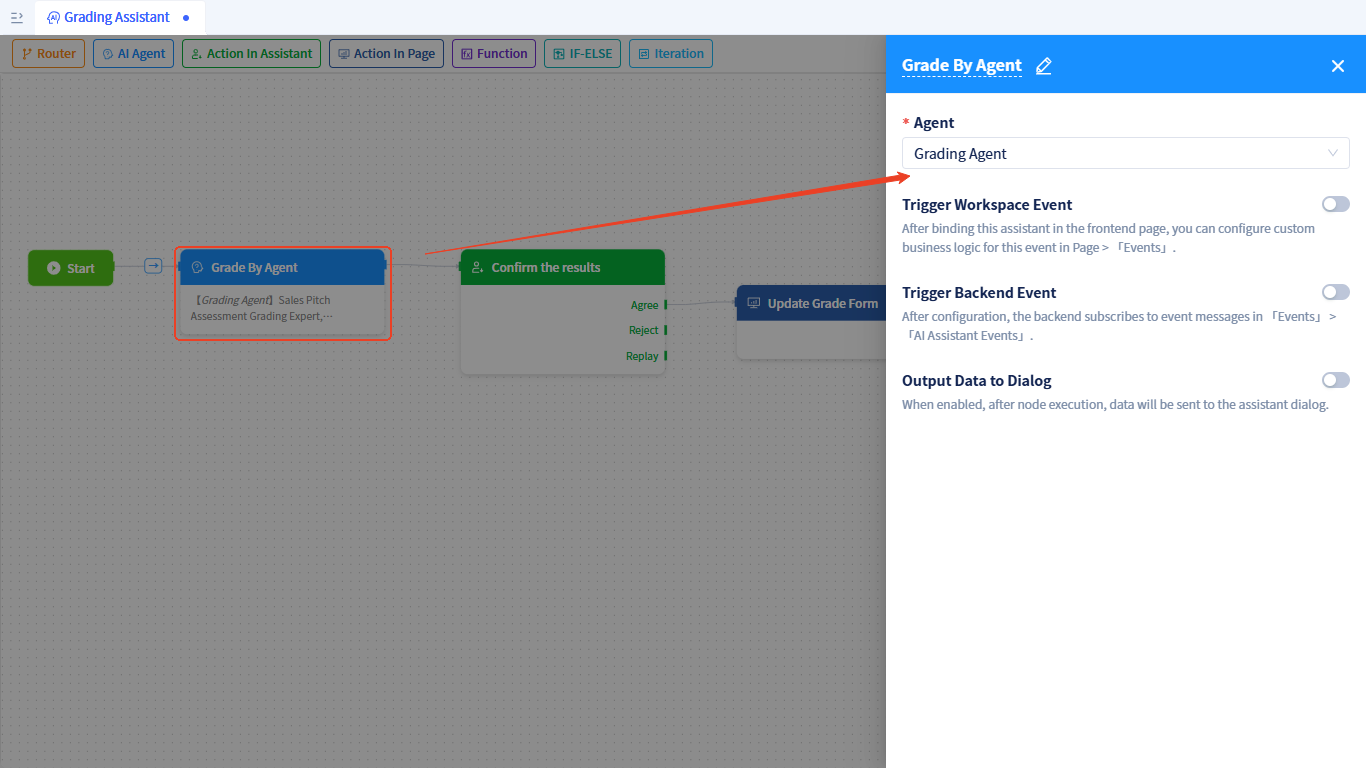 Grading Assistant
Router
AI Agent
Action In Assistant
Action In Page
Function
IF-ELSE
Iteration
Start
Grade By Agent
【Grading Agent】Sales Pitch
Assessment Grading Expert,···
Confirm the results
Agree
Reject
Replay
Update Grade Form
Grade By Agent
* Agent
Grading Agent
Trigger Workspace Event
After binding this assistant in the frontend page, you can configure custom
business logic for this event in Page > 「Events」.
Trigger Backend Event
After configuration, the backend subscribes to event messages in 「Events」 >
「AI Assistant Events」.
Output Data to Dialog
When enabled, after node execution, data will be sent to the assistant dialog.